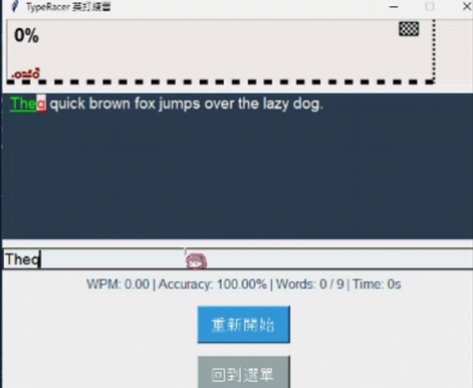 TypeRacer 英打練習
0%
Theq quick brown fox jumps over the lazy dog.
Theq
WPM: 0.00 | Accuracy: 100.00% | Words: 0 / 9 | Time: 0s
重新開始
回到選單